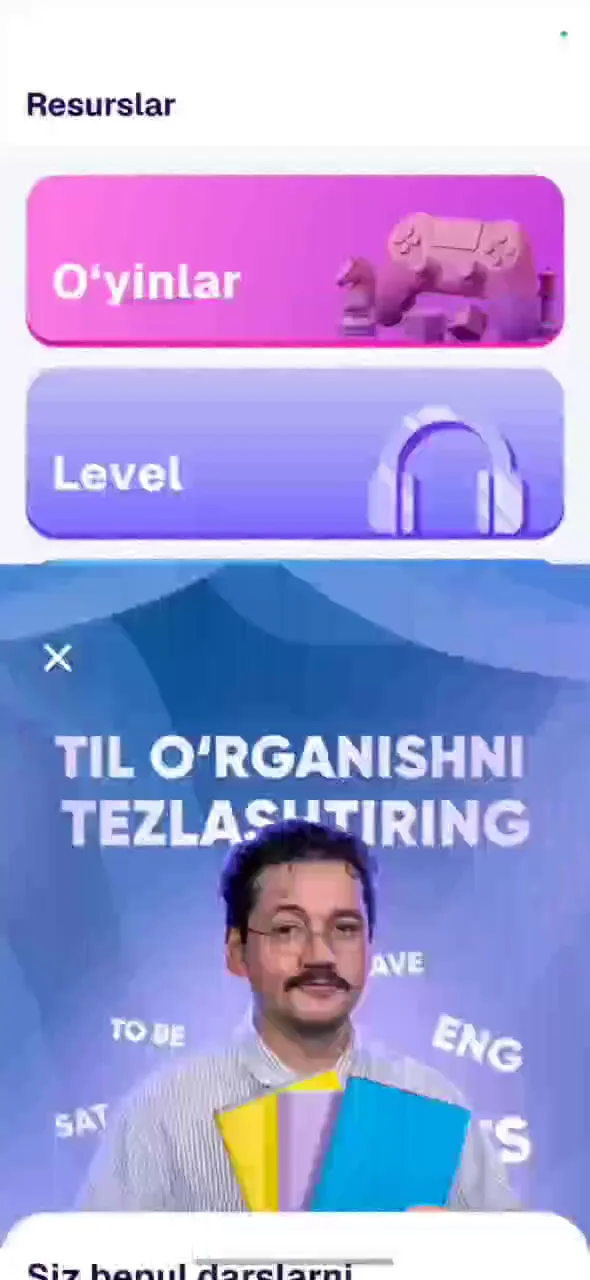 Resurslar
O‘yinlar
Level
TIL O‘RGANISHNI
TEZLASHTIRING
AVE
TO BE
ENG
SAT
'S
Siz bepul darslarni